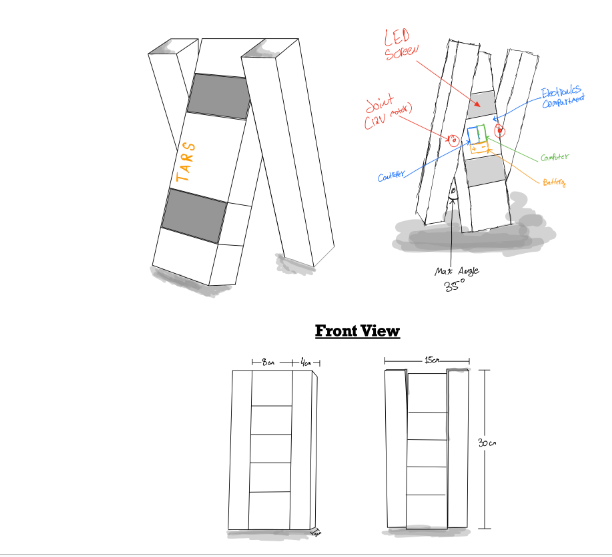 TARS
LED
SCREEN
Joint
(12V motor)
Electronics
Compartment
Controller
Computer
Battery
Max Angle
35°
Front View
8cm
4cm
15cm
30cm